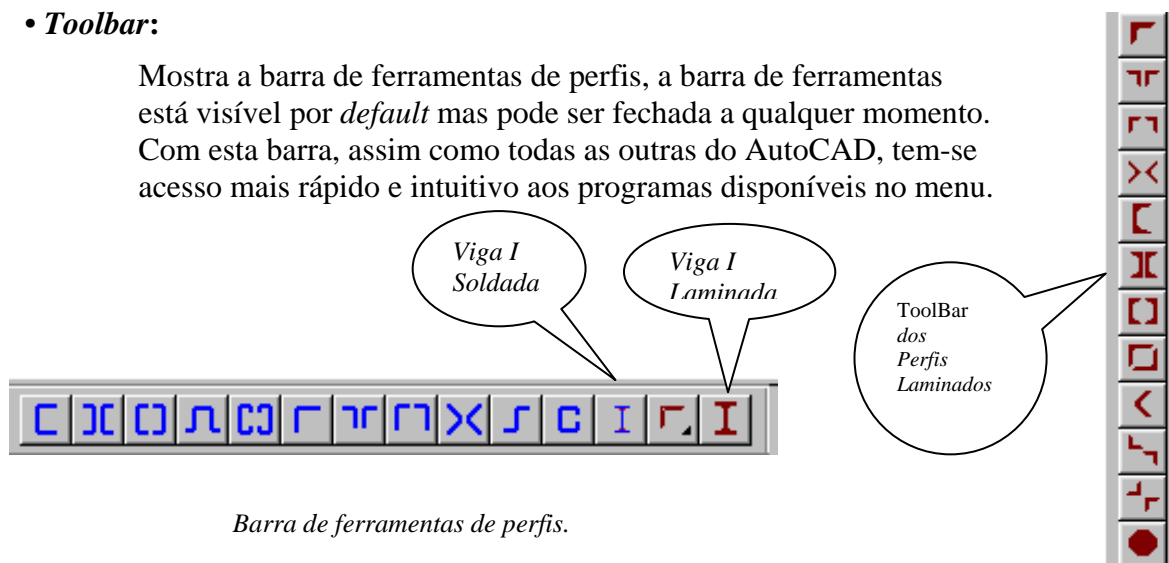 • Toolbar:
Mostra a barra de ferramentas de perfis, a barra de ferramentas
está visível por default mas pode ser fechada a qualquer momento.
Com esta barra, assim como todas as outras do AutoCAD, tem-se
acesso mais rápido e intuitivo aos programas disponíveis no menu.
Viga I
Soldada
Viga I
Laminada
ToolBar
dos
Perfis
Laminados
Barra de ferramentas de perfis.